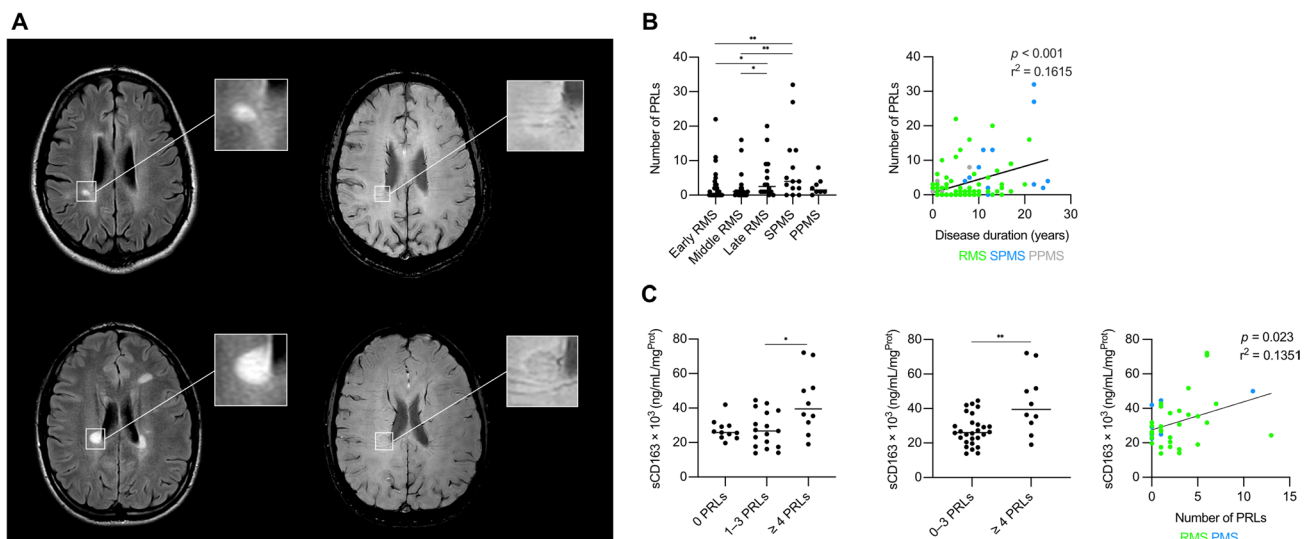 A
B
Number of PRLs
40
30
20
10
0
**
**
*
*
Early RMS
Middle RMS
Late RMS
SPMS
PPMS
Number of PRLs
40
30
20
10
0
p < 0.001
r² = 0.1615
0 10 20 30
Disease duration (years)
RMS SPMS PPMS
C
sCD163 × 10³ (ng/mL/mg^Prot)
80
60
40
20
0
*
0 PRLs
1–3 PRLs
≥ 4 PRLs
sCD163 × 10³ (ng/mL/mg^Prot)
80
60
40
20
0
**
0–3 PRLs
≥ 4 PRLs
sCD163 × 10³ (ng/mL/mg^Prot)
80
60
40
20
0
p = 0.023
r² = 0.1351
0 5 10 15
Number of PRLs
RMS PMS